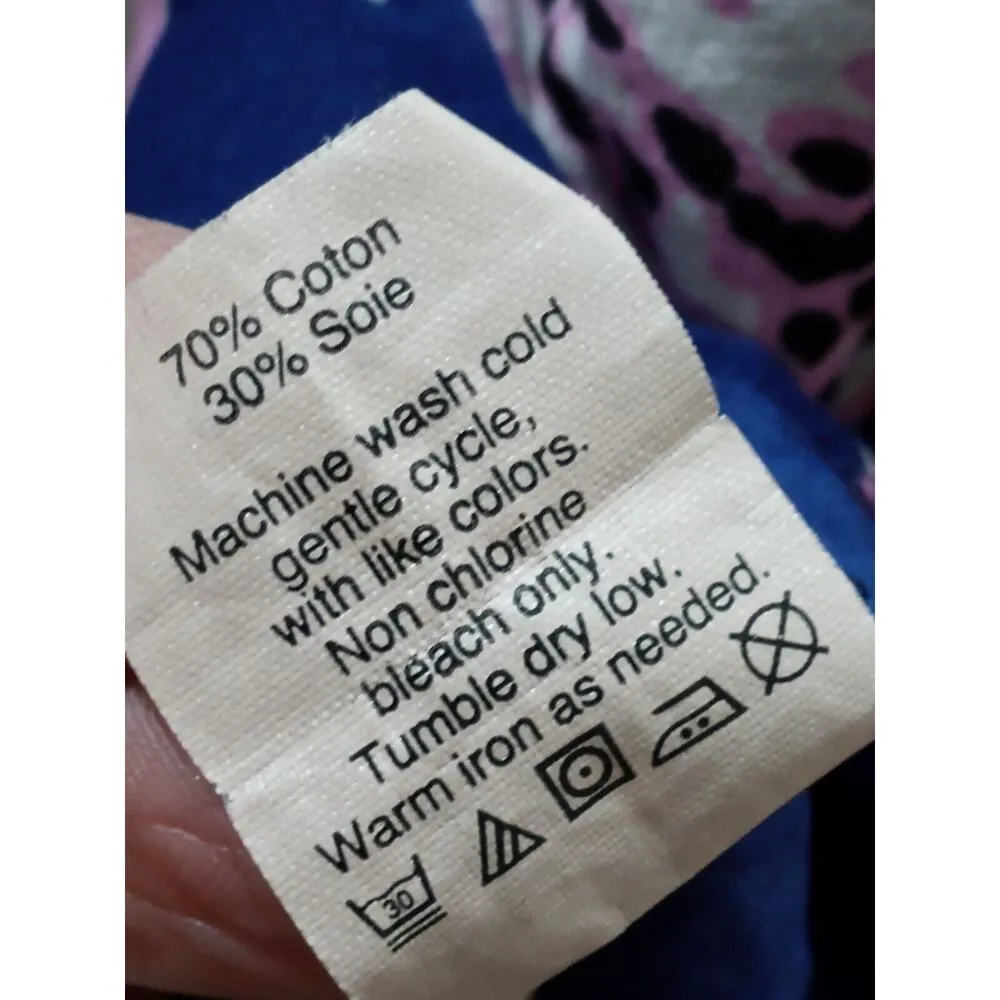 70% Coton
30% Soie
Machine wash cold
gentle cycle,
with like colors.
Non chlorine
bleach only.
Tumble dry low.
Warm iron as needed.
30